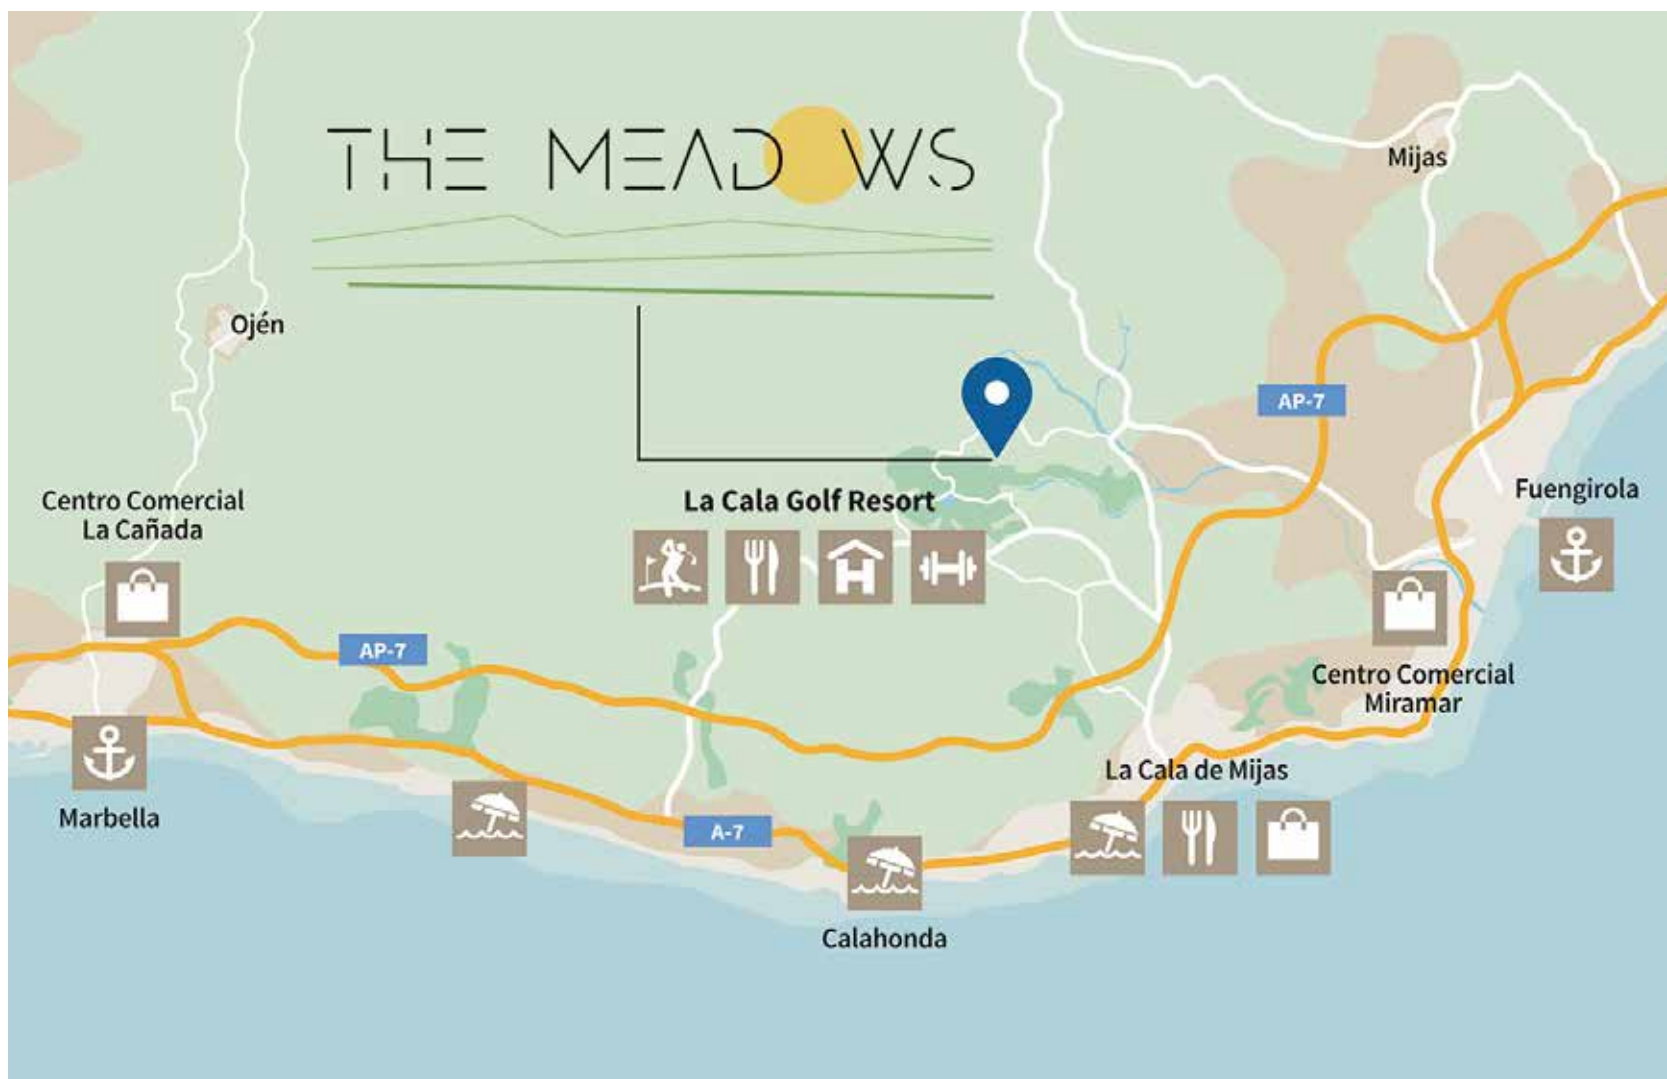 THE MEADOWS
Mijas
Ojén
AP-7
Centro Comercial
La Cañada
La Cala Golf Resort
Fuengirola
AP-7
Centro Comercial
Miramar
La Cala de Mijas
Marbella
A-7
Calahonda